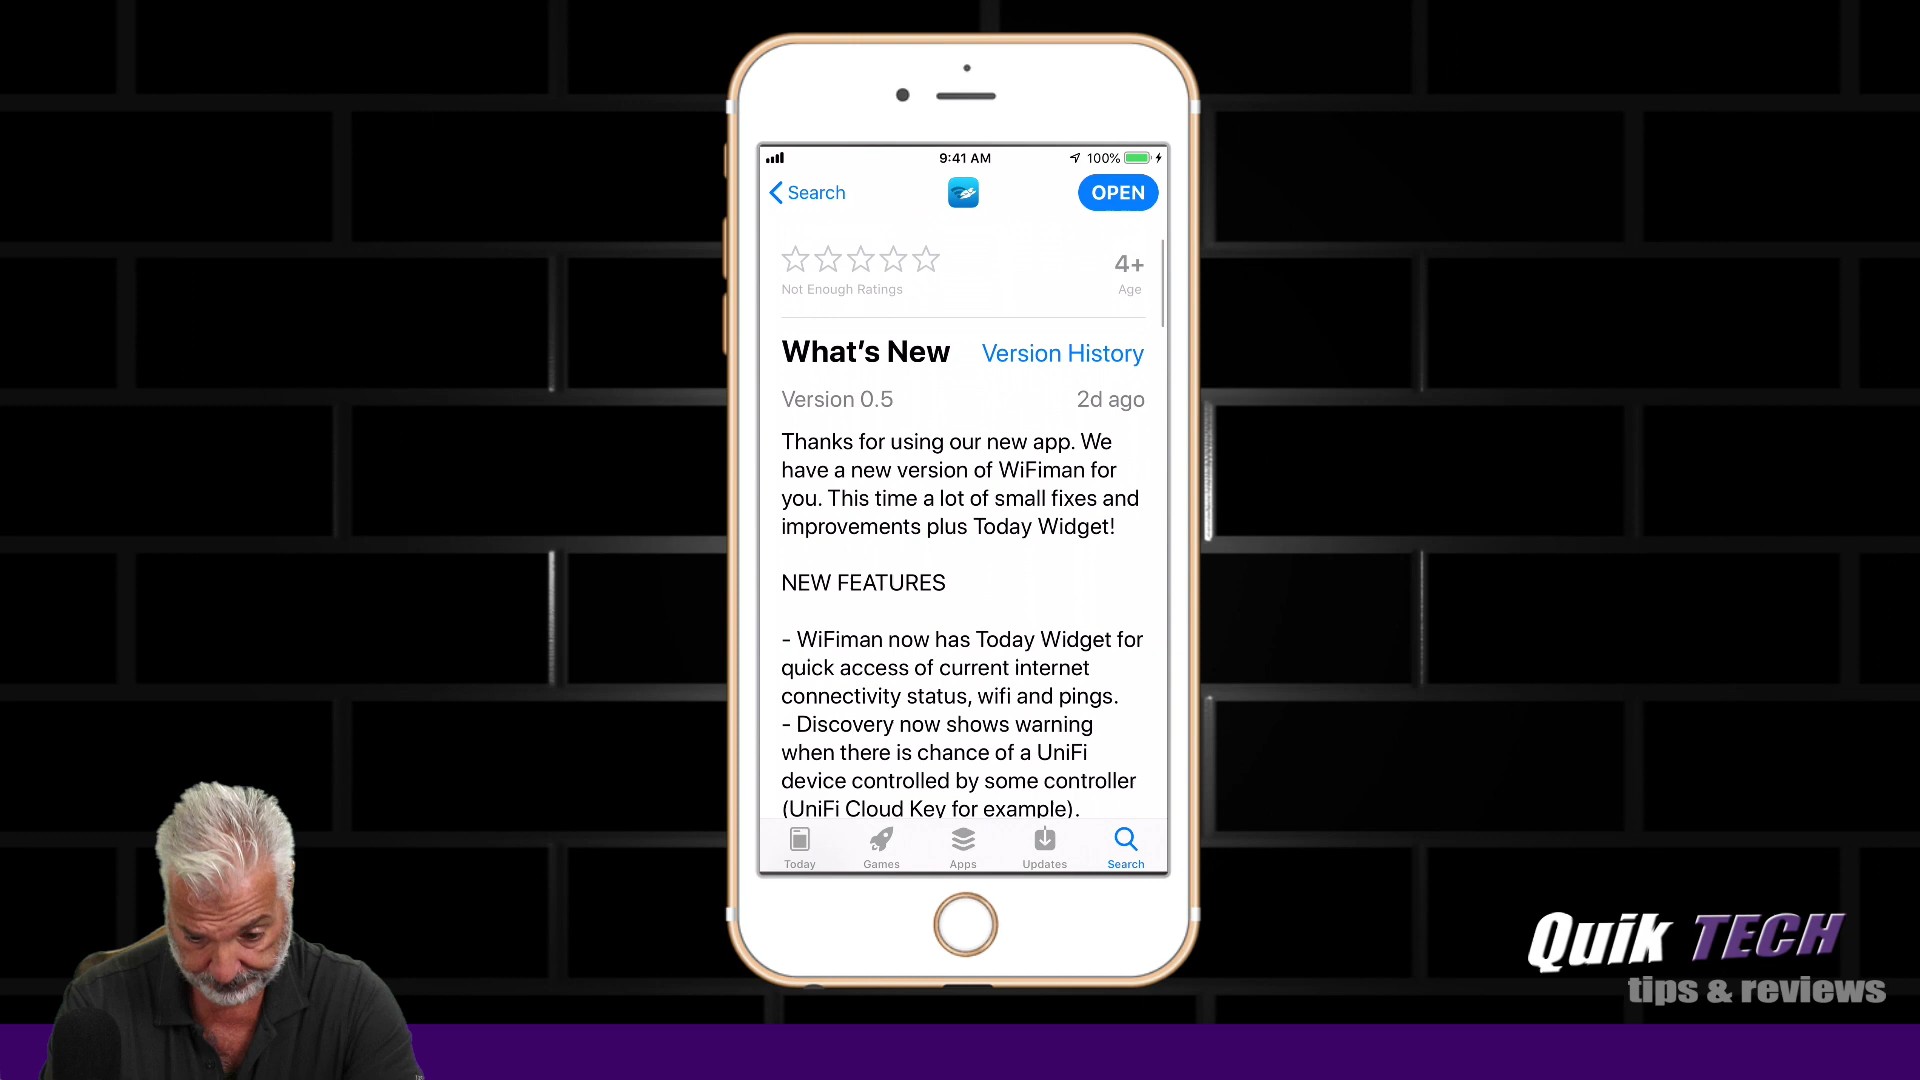 9:41 AM
100%
Search
OPEN
Not Enough Ratings
4+
Age
What's New
Version History
Version 0.5
2d ago
Thanks for using our new app. We
have a new version of WiFiman for
you. This time a lot of small fixes and
improvements plus Today Widget!
NEW FEATURES
- WiFiman now has Today Widget for
quick access of current internet
connectivity status, wifi and pings.
- Discovery now shows warning
when there is chance of a UniFi
device controlled by some controller
(UniFi Cloud Key for example).
Today
Games
Apps
Updates
Search
Quik TECH
tips & reviews